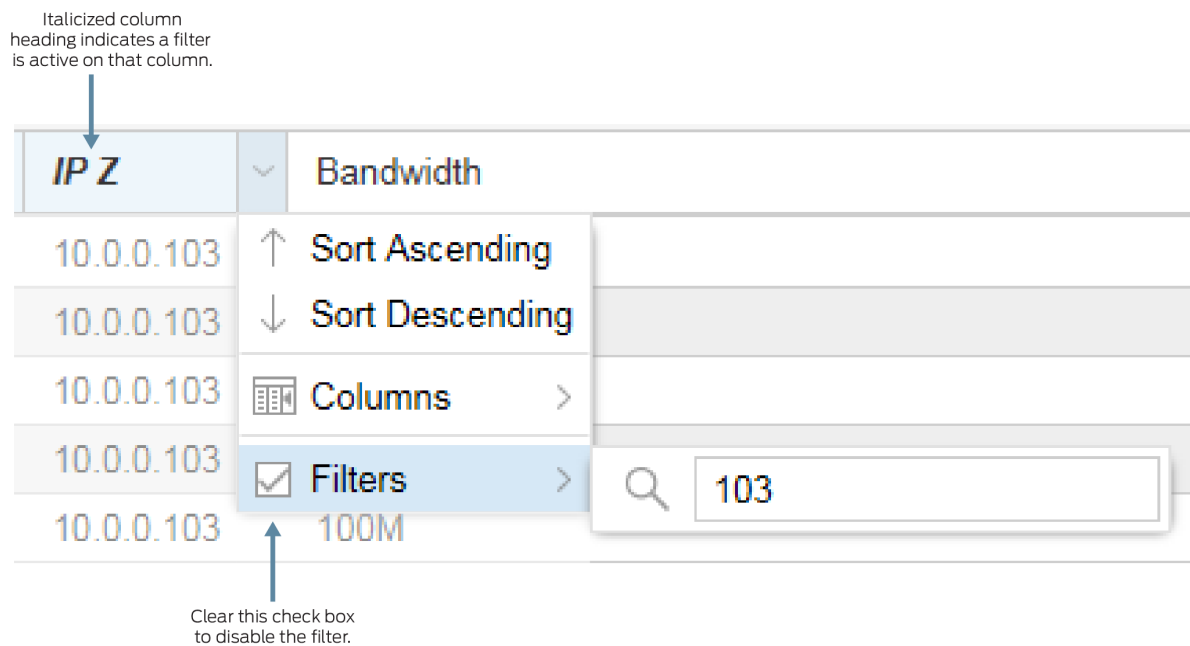 Italicized column
heading indicates a filter
is active on that column.
IP Z
Bandwidth
10.0.0.103
Sort Ascending
10.0.0.103
Sort Descending
10.0.0.103
Columns
10.0.0.103
Filters
103
10.0.0.103
100M
Clear this check box
to disable the filter.